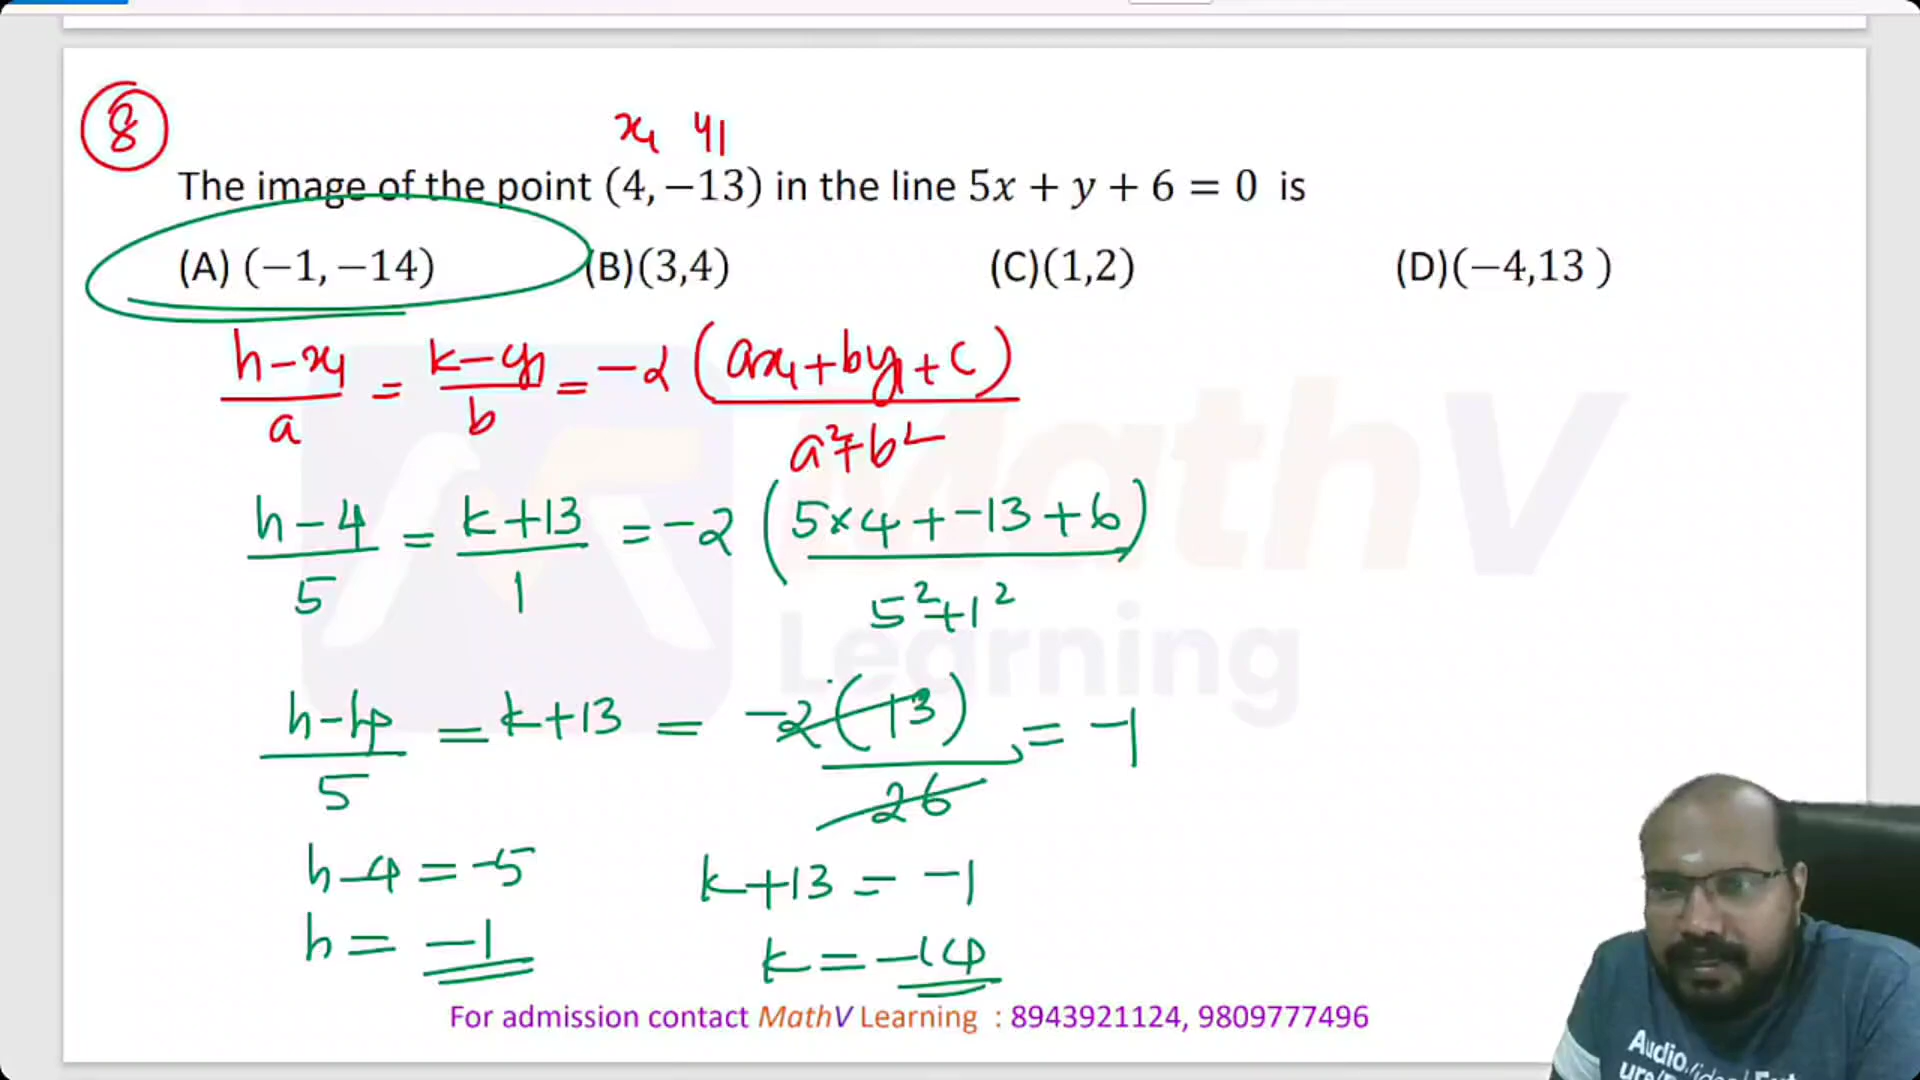 8
x₁ y₁
The image of the point (4, −13) in the line 5x + y + 6 = 0 is
(A) (−1, −14) (B)(3,4) (C)(1,2) (D)(−4,13 )
(h−x₁)/a = (k−y₁)/b = −2 (ax₁+by₁+c)/(a²+b²)
(h−4)/5 = (k+13)/1 = −2 (5×4+−13+6)/(5²+1²)
(h−4)/5 = k+13 = −2(13)/26 = −1
h−4 = −5 k+13 = −1
h = −1 k = −14
MathV
Learning
For admission contact MathV Learning : 8943921124, 9809777496
Audio